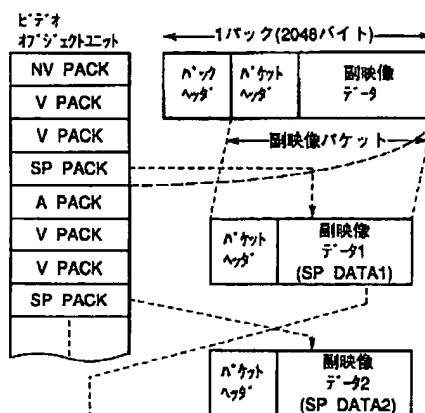 ビデオ
オブジェクトユニット
NV PACK
V PACK
V PACK
SP PACK
A PACK
V PACK
V PACK
SP PACK
1パック(2048バイト)
パック
ヘッダ
パケット
ヘッダ
副映像
データ
副映像パケット
パケット
ヘッダ
副映像
データ1
(SP DATA1)
パケット
ヘッダ
副映像
データ2
(SP DATA2)